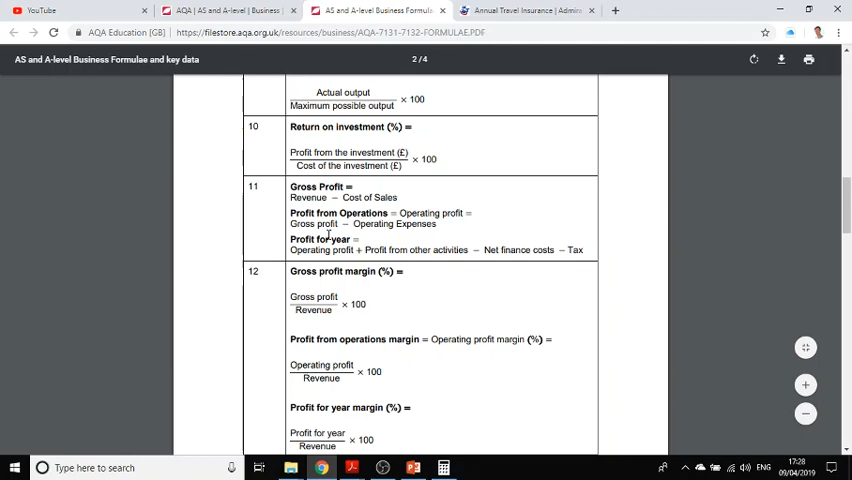 YouTube
AQA | AS and A-level | Business
AS and A-level Business Formula
Annual Travel Insurance | Admira
AQA Education [GB]
https://filestore.aqa.org.uk/resources/business/AQA-7131-7132-FORMULAE.PDF
AS and A-level Business Formulae and key data
2 / 4
Actual output
Maximum possible output
× 100
10
Return on investment (%) =
Profit from the investment (£)
Cost of the investment (£)
× 100
11
Gross Profit =
Revenue − Cost of Sales
Profit from Operations = Operating profit =
Gross profit − Operating Expenses
Profit for year =
Operating profit + Profit from other activities − Net finance costs − Tax
12
Gross profit margin (%) =
Gross profit
Revenue
× 100
Profit from operations margin = Operating profit margin (%) =
Operating profit
Revenue
× 100
Profit for year margin (%) =
Profit for year
Revenue
× 100
Type here to search
ENG
17:28
09/04/2019